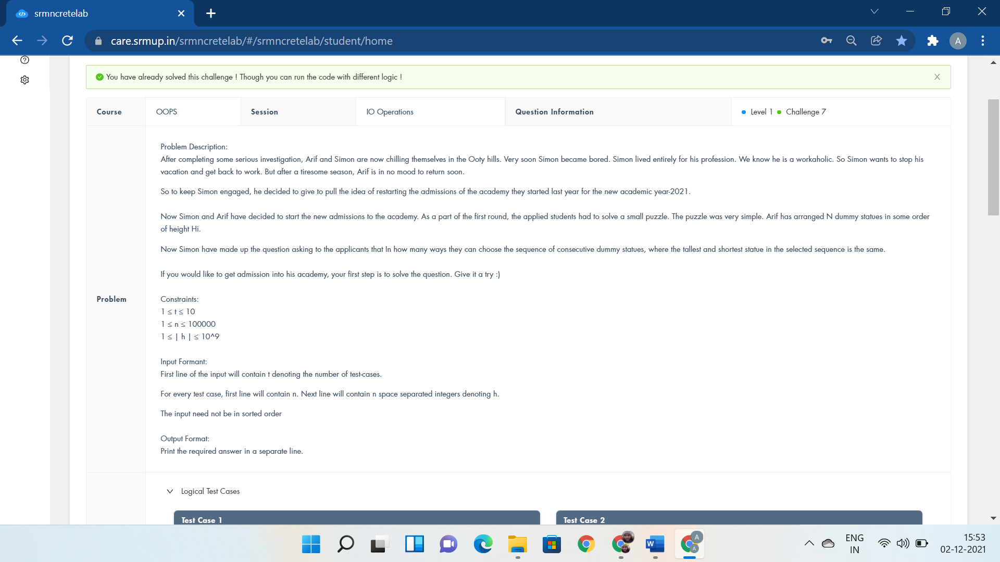 srmncretelab
care.srmup.in/srmncretelab/#/srmncretelab/student/home
A
You have already solved this challenge ! Though you can run the code with different logic !
X
Course OOPS Session IO Operations Question Information Level 1 Challenge 7
Problem Description:
After completing some serious investigation, Arif and Simon are now chilling themselves in the Ooty hills. Very soon Simon became bored. Simon lived entirely for his profession. We know he is a workaholic. So Simon wants to stop his
vacation and get back to work. But after a tiresome season, Arif is in no mood to return soon.
So to keep Simon engaged, he decided to give to pull the idea of restarting the admissions of the academy they started last year for the new academic year-2021.
Now Simon and Arif have decided to start the new admissions to the academy. As a part of the first round, the applied students had to solve a small puzzle. The puzzle was very simple. Arif has arranged N dummy statues in some order
of height Hi.
Now Simon have made up the question asking to the applicants that In how many ways they can choose the sequence of consecutive dummy statues, where the tallest and shortest statue in the selected sequence is the same.
If you would like to get admission into his academy, your first step is to solve the question. Give it a try :)
Problem
Constraints:
1 ≤ t ≤ 10
1 ≤ n ≤ 100000
1 ≤ | h | ≤ 10^9
Input Formant:
First line of the input will contain t denoting the number of test-cases.
For every test case, first line will contain n. Next line will contain n space separated integers denoting h.
The input need not be in sorted order
Output Format:
Print the required answer in a separate line.
Logical Test Cases
Test Case 1 Test Case 2
W
A
A
ENG
IN
15:53
02-12-2021